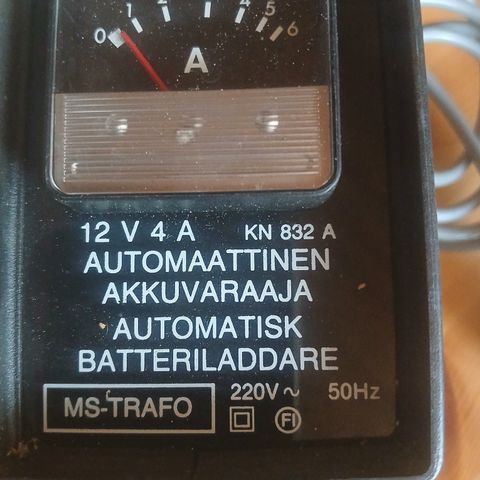 0 1 2 4 5 6
A
12 V 4 A KN 832 A
AUTOMAATTINEN
AKKUVARAAJA
AUTOMATISK
BATTERILADDARE
MS-TRAFO 220V~ 50Hz
FI